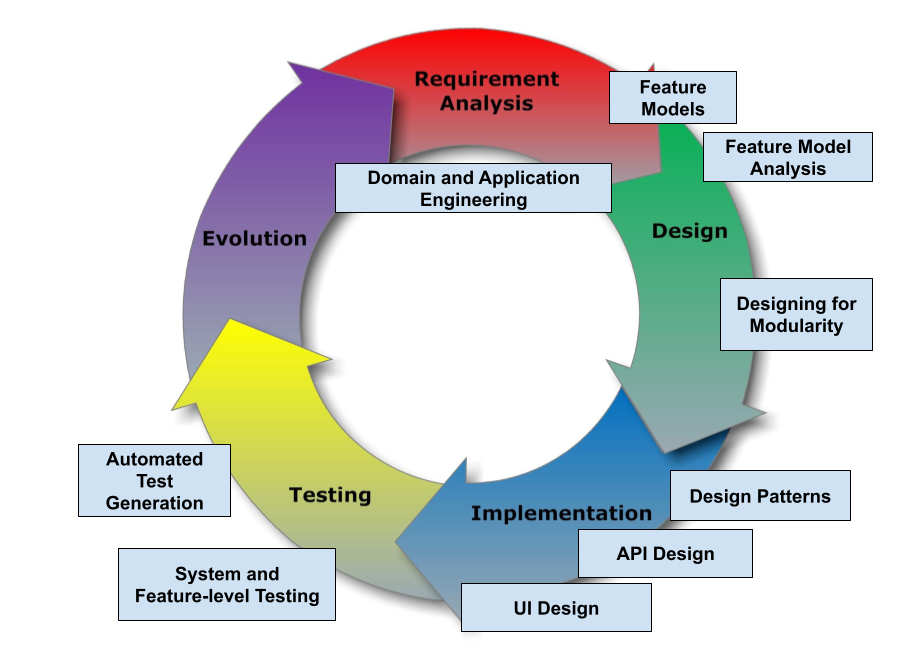 Requirement
Analysis
Feature
Models
Feature Model
Analysis
Domain and Application
Engineering
Design
Evolution
Designing for
Modularity
Automated
Test
Generation
Testing
Design Patterns
Implementation
API Design
System and
Feature-level Testing
UI Design